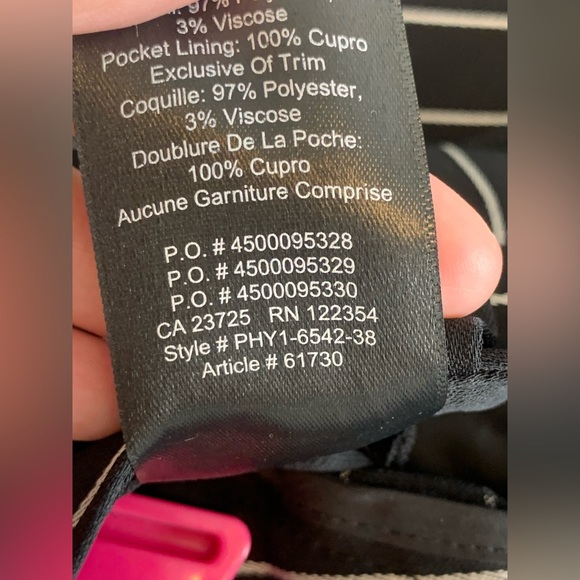 97%
3% Viscose
Pocket Lining: 100% Cupro
Exclusive Of Trim
Coquille: 97% Polyester,
3% Viscose
Doublure De La Poche:
100% Cupro
Aucune Garniture Comprise
P.O. # 4500095328
P.O. # 4500095329
P.O. # 4500095330
CA 23725 RN 122354
Style # PHY1-6542-38
Article # 61730